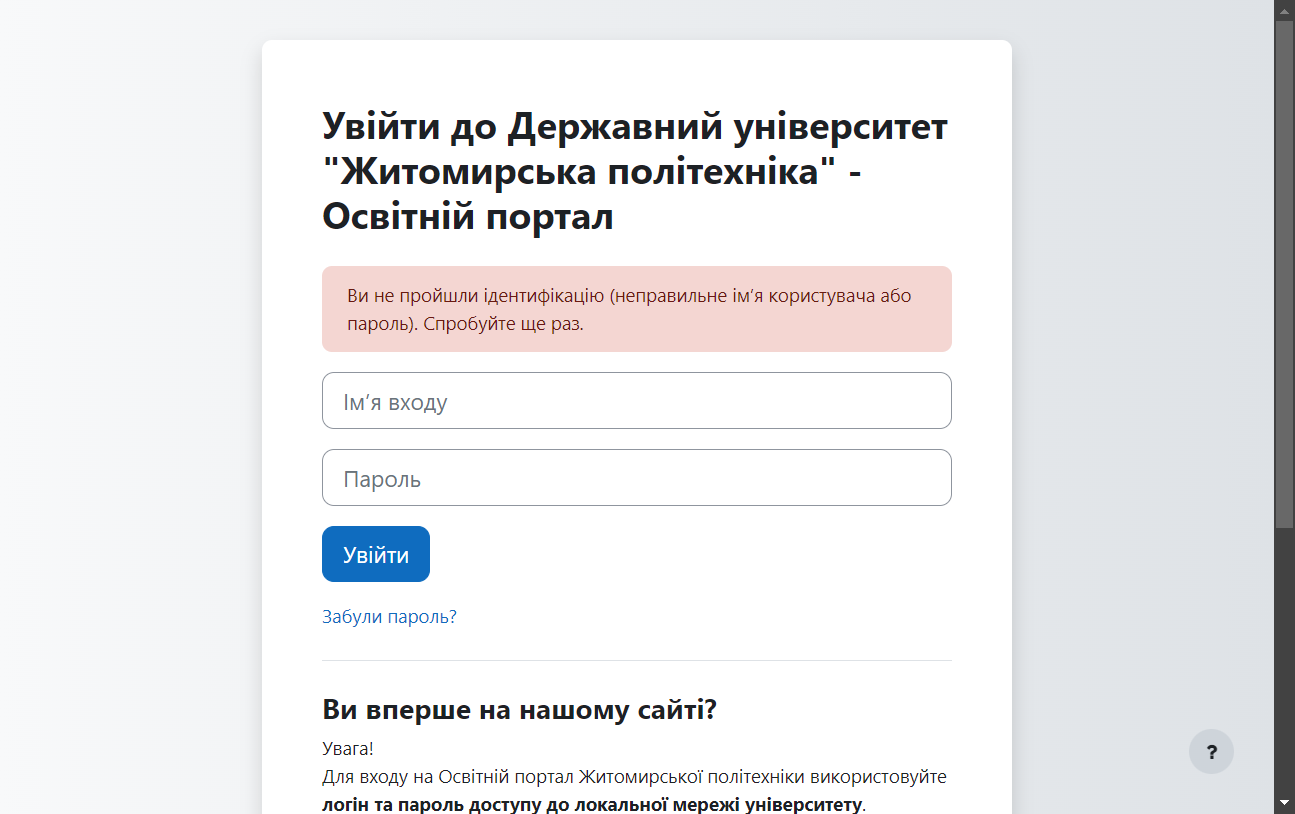 Увійти до Державний університет
"Житомирська політехніка" -
Освітній портал
Ви не пройшли ідентифікацію (неправильне ім’я користувача або
пароль). Спробуйте ще раз.
Ім’я входу
Пароль
Увійти
Забули пароль?
Ви вперше на нашому сайті?
Увага!
Для входу на Освітній портал Житомирської політехніки використовуйте
логін та пароль доступу до локальної мережі університету.
?